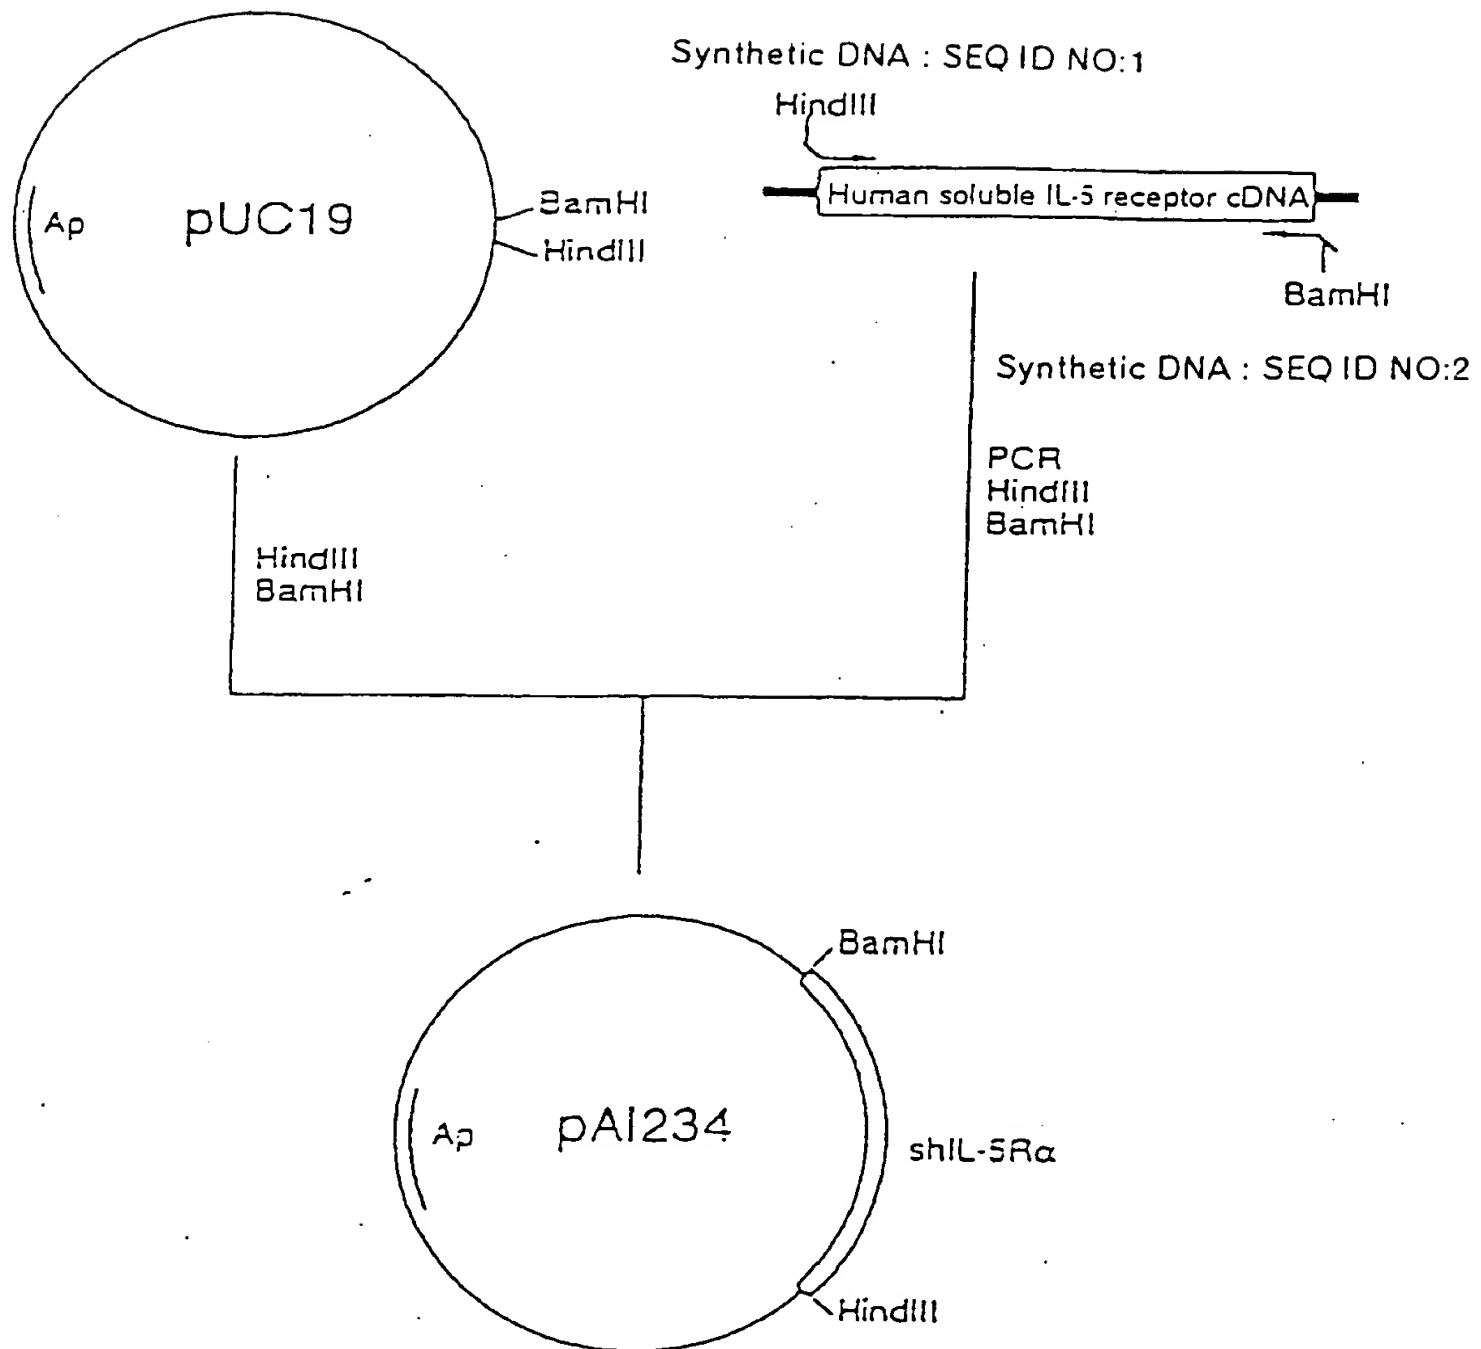 Synthetic DNA : SEQ ID NO:1
HindIII
Human soluble IL-5 receptor cDNA
BamHI
Synthetic DNA : SEQ ID NO:2
Ap
pUC19
BamHI
HindIII
PCR
HindIII
BamHI
HindIII
BamHI
BamHI
Ap
pAI234
shIL-5Rα
HindIII